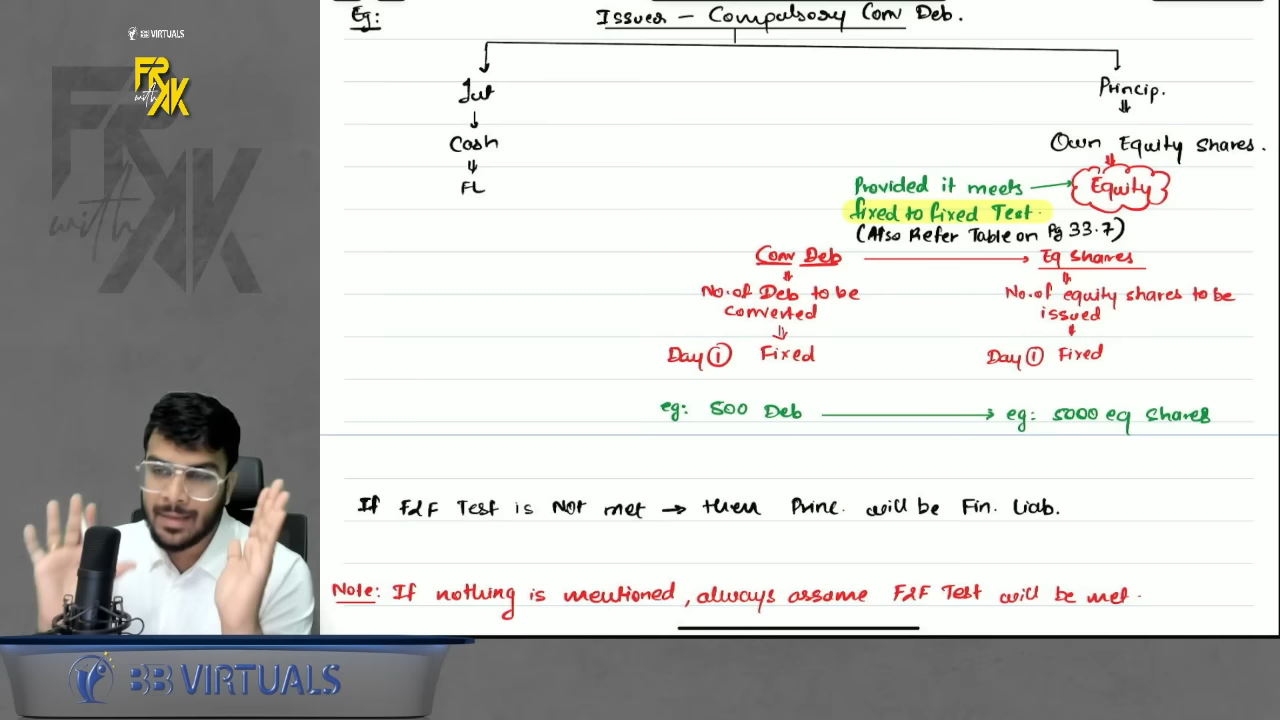 BB VIRTUALS
FR
with
AK
FR
with
AK
Eg:
Issuer - Compulsory Conv Deb.
Int
Cash
FL
Princip.
Own Equity Shares.
Equity
Provided it meets
fixed to fixed Test.
(Also Refer Table on Pg 33.7)
Conv Deb
Eq Shares
No. of Deb to be
converted
No. of equity shares to be
issued
Day ① Fixed
Day ① Fixed
eg: 500 Deb
eg: 5000 eq Shares
If F2F Test is Not met → then Princ. will be Fin. Liab.
Note: If nothing is mentioned, always assume F2F Test will be met.
BB VIRTUALS